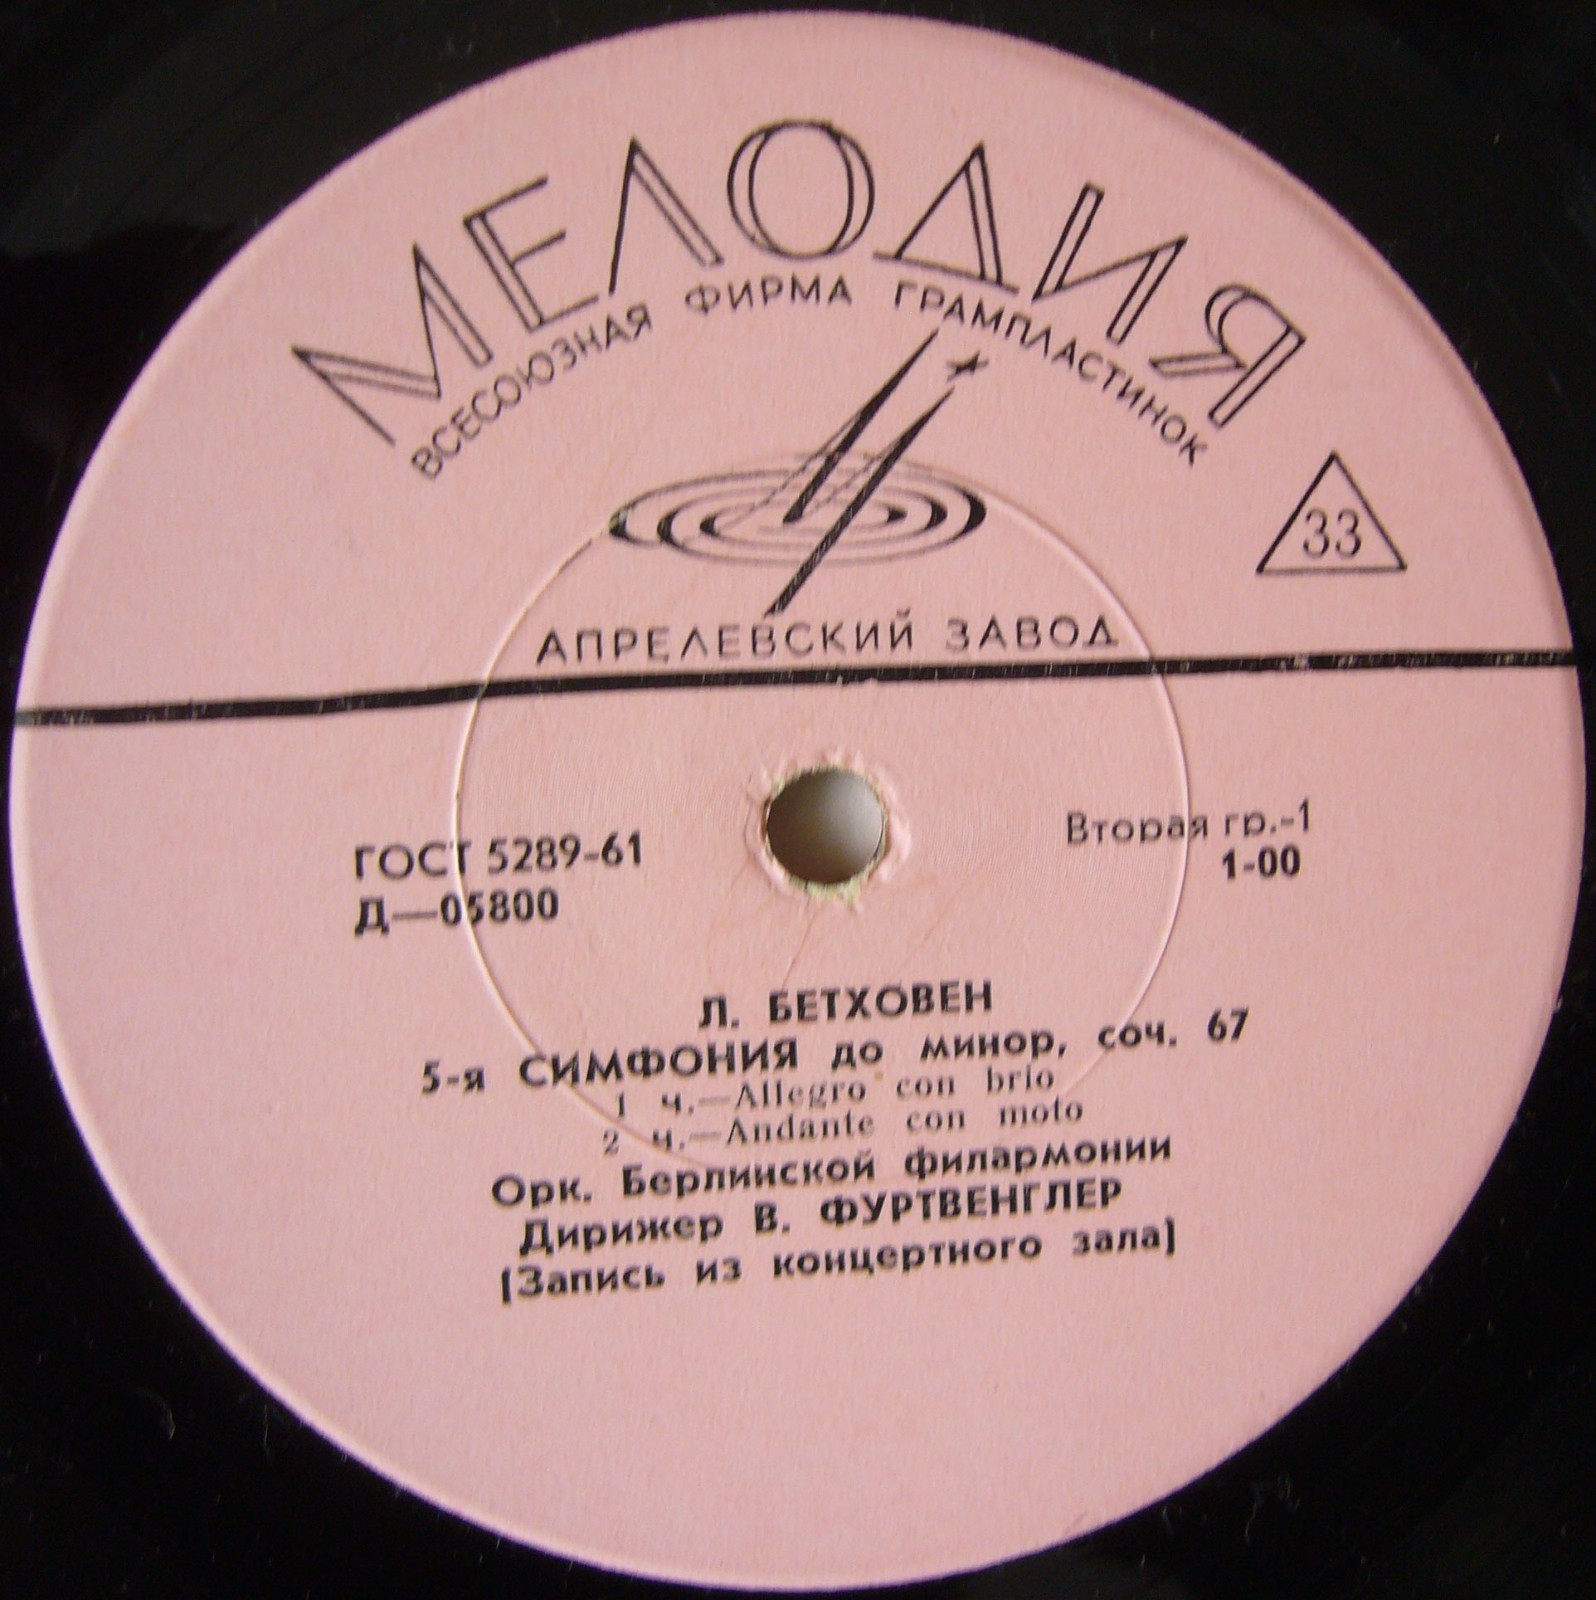 МЕЛОДИЯ
ВСЕСОЮЗНАЯ ФИРМА ГРАМПЛАСТИНОК
33
АПРЕЛЕВСКИЙ ЗАВОД
ГОСТ 5289-61
Д—05800
Вторая гр.-1
1-00
Л. БЕТХОВЕН
5-я СИМФОНИЯ до минор, соч. 67
1 ч.—Allegro con brio
2 ч.—Andante con moto
Орк. Берлинской филармонии
Дирижер В. ФУРТВЕНГЛЕР
[Запись из концертного зала]